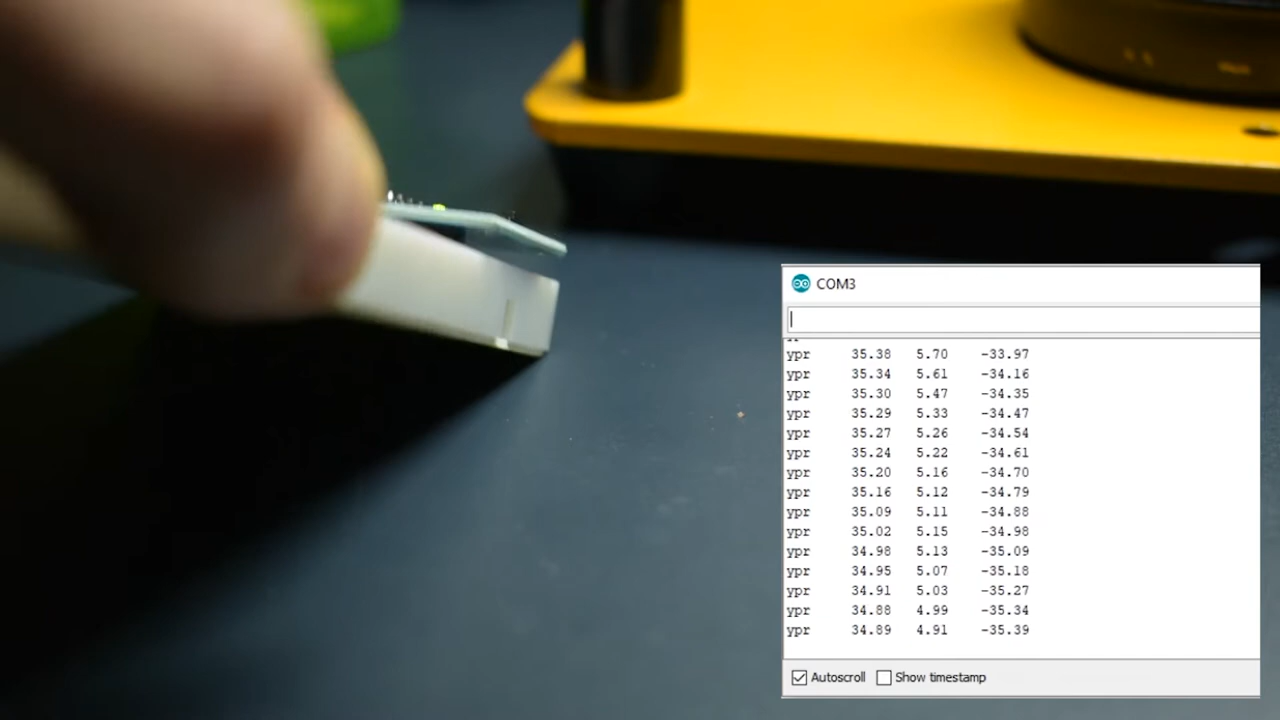 COM3
ypr 35.38 5.70 -33.97
ypr 35.34 5.61 -34.16
ypr 35.30 5.47 -34.35
ypr 35.29 5.33 -34.47
ypr 35.27 5.26 -34.54
ypr 35.24 5.22 -34.61
ypr 35.20 5.16 -34.70
ypr 35.16 5.12 -34.79
ypr 35.09 5.11 -34.88
ypr 35.02 5.15 -34.98
ypr 34.98 5.13 -35.09
ypr 34.95 5.07 -35.18
ypr 34.91 5.03 -35.27
ypr 34.88 4.99 -35.34
ypr 34.89 4.91 -35.39
Autoscroll Show timestamp